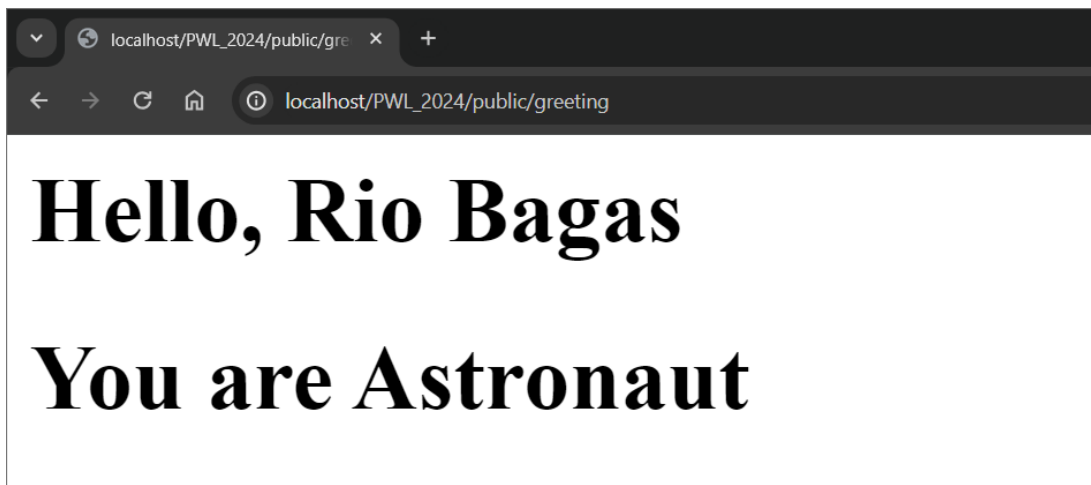 localhost/PWL_2024/public/gre
localhost/PWL_2024/public/greeting
Hello, Rio Bagas
You are Astronaut